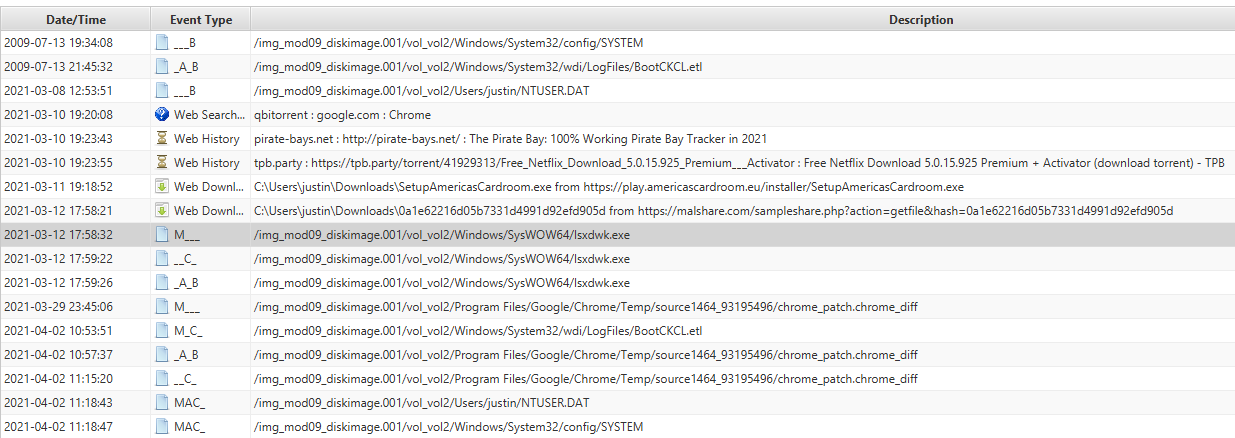 Date/Time Event Type Description
2009-07-13 19:34:08 ___B /img_mod09_diskimage.001/vol_vol2/Windows/System32/config/SYSTEM
2009-07-13 21:45:32 _A_B /img_mod09_diskimage.001/vol_vol2/Windows/System32/wdi/LogFiles/BootCKCL.etl
2021-03-08 12:53:51 ___B /img_mod09_diskimage.001/vol_vol2/Users/justin/NTUSER.DAT
2021-03-10 19:20:08 Web Search... qbitorrent : google.com : Chrome
2021-03-10 19:23:43 Web History pirate-bays.net : http://pirate-bays.net/ : The Pirate Bay: 100% Working Pirate Bay Tracker in 2021
2021-03-10 19:23:55 Web History tpb.party : https://tpb.party/torrent/41929313/Free_Netflix_Download_5.0.15.925_Premium___Activator : Free Netflix Download 5.0.15.925 Premium + Activator (download torrent) - TPB
2021-03-11 19:18:52 Web Downl... C:\Users\justin\Downloads\SetupAmericasCardroom.exe from https://play.americascardroom.eu/installer/SetupAmericasCardroom.exe
2021-03-12 17:58:21 Web Downl... C:\Users\justin\Downloads\0a1e62216d05b7331d4991d92efd905d from https://malshare.com/sampleshare.php?action=getfile&hash=0a1e62216d05b7331d4991d92efd905d
2021-03-12 17:58:32 M___ /img_mod09_diskimage.001/vol_vol2/Windows/SysWOW64/lsxdwk.exe
2021-03-12 17:59:22 __C_ /img_mod09_diskimage.001/vol_vol2/Windows/SysWOW64/lsxdwk.exe
2021-03-12 17:59:26 _A_B /img_mod09_diskimage.001/vol_vol2/Windows/SysWOW64/lsxdwk.exe
2021-03-29 23:45:06 M___ /img_mod09_diskimage.001/vol_vol2/Program Files/Google/Chrome/Temp/source1464_93195496/chrome_patch.chrome_diff
2021-04-02 10:53:51 M_C_ /img_mod09_diskimage.001/vol_vol2/Windows/System32/wdi/LogFiles/BootCKCL.etl
2021-04-02 10:57:37 _A_B /img_mod09_diskimage.001/vol_vol2/Program Files/Google/Chrome/Temp/source1464_93195496/chrome_patch.chrome_diff
2021-04-02 11:15:20 __C_ /img_mod09_diskimage.001/vol_vol2/Program Files/Google/Chrome/Temp/source1464_93195496/chrome_patch.chrome_diff
2021-04-02 11:18:43 MAC_ /img_mod09_diskimage.001/vol_vol2/Users/justin/NTUSER.DAT
2021-04-02 11:18:47 MAC_ /img_mod09_diskimage.001/vol_vol2/Windows/System32/config/SYSTEM